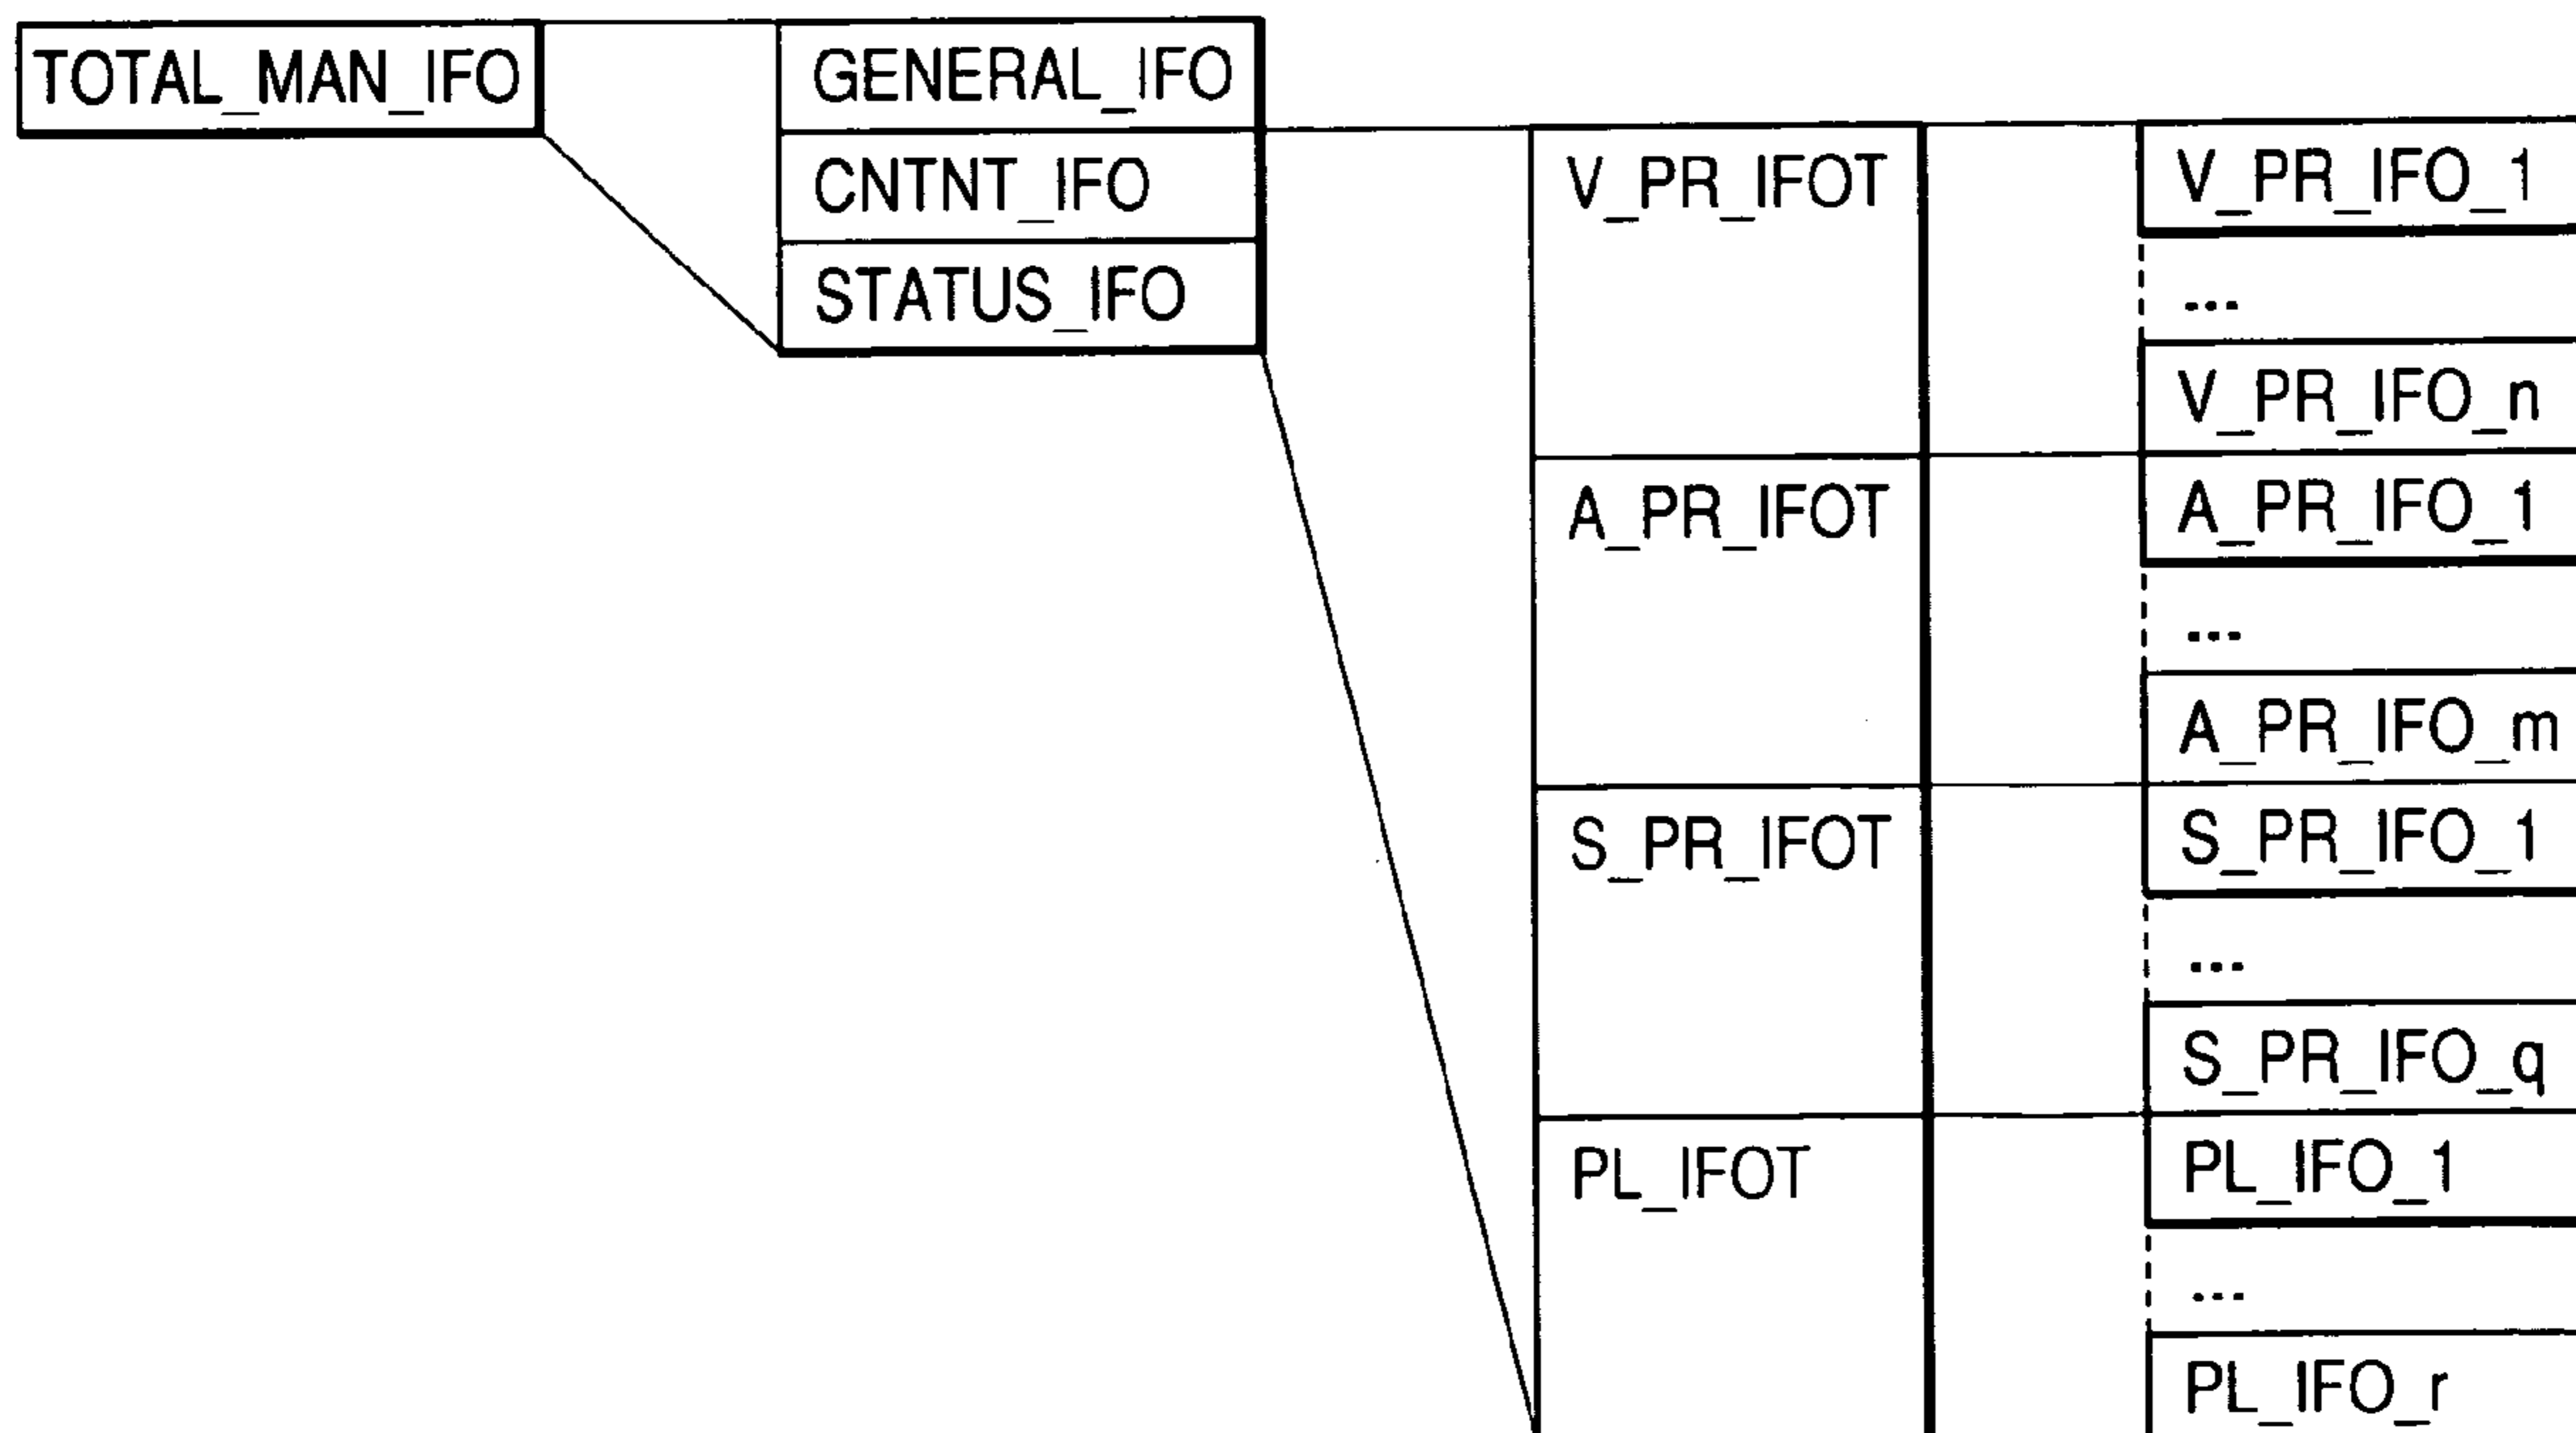 TOTAL_MAN_IFO
GENERAL_IFO
CNTNT_IFO
STATUS_IFO
V_PR_IFOT
A_PR_IFOT
S_PR_IFOT
PL_IFOT
V_PR_IFO_1
...
V_PR_IFO_n
A_PR_IFO_1
...
A_PR_IFO_m
S_PR_IFO_1
...
S_PR_IFO_q
PL_IFO_1
...
PL_IFO_r